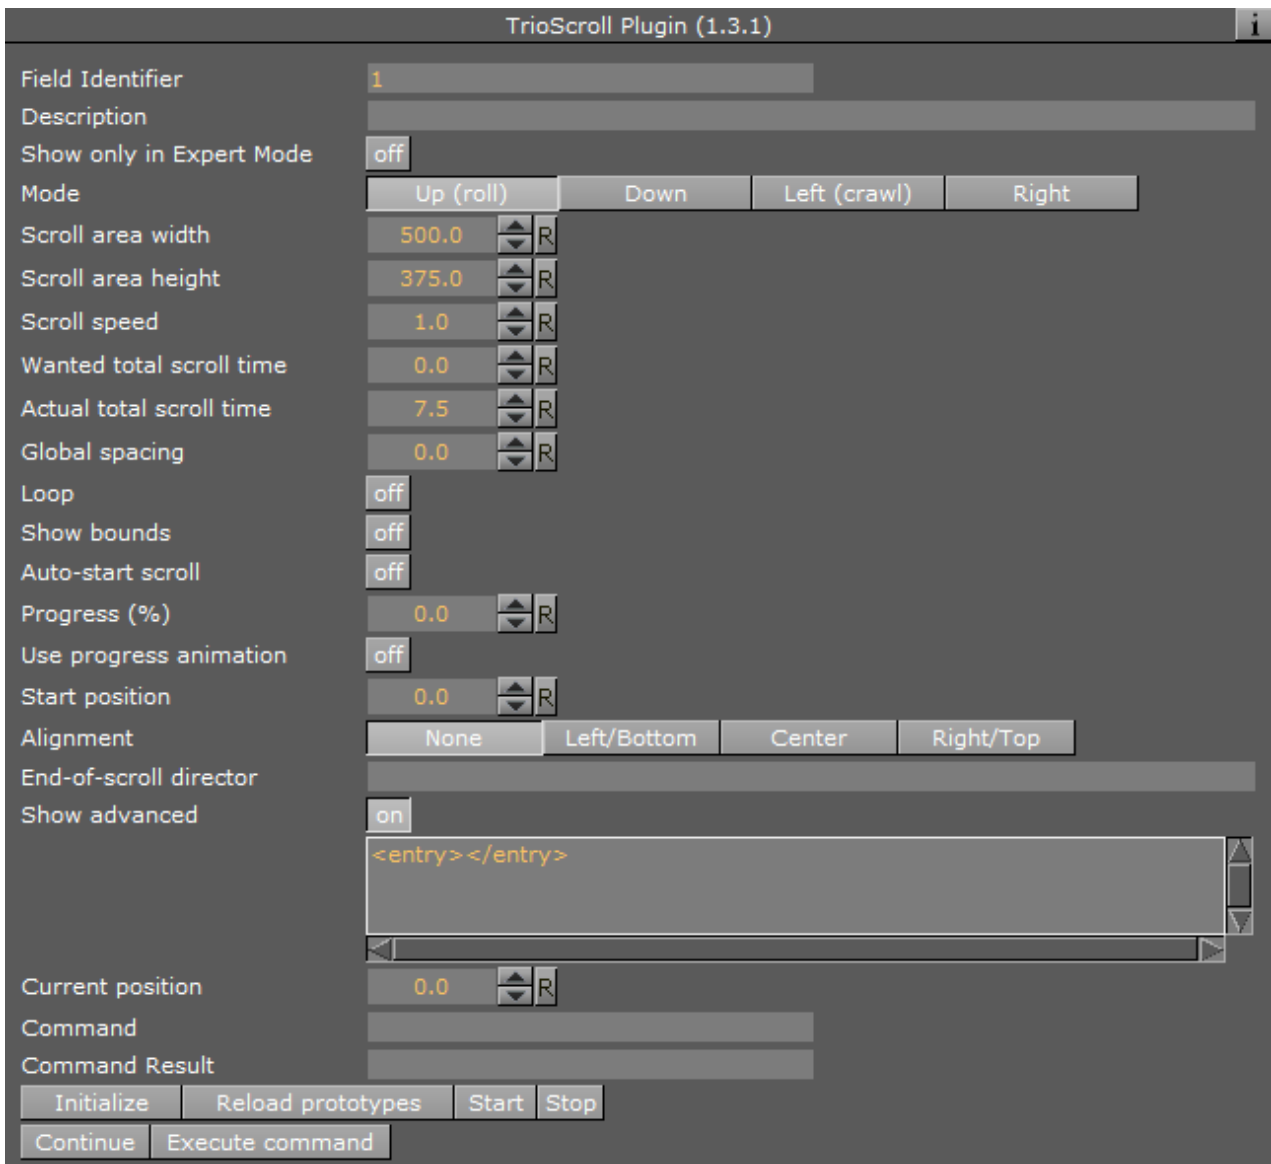 TrioScroll Plugin (1.3.1) i
Field Identifier 1
Description
Show only in Expert Mode off
Mode Up (roll) Down Left (crawl) Right
Scroll area width 500.0 R
Scroll area height 375.0 R
Scroll speed 1.0 R
Wanted total scroll time 0.0 R
Actual total scroll time 7.5 R
Global spacing 0.0 R
Loop off
Show bounds off
Auto-start scroll off
Progress (%) 0.0 R
Use progress animation off
Start position 0.0 R
Alignment None Left/Bottom Center Right/Top
End-of-scroll director
Show advanced on
<entry></entry>
Current position 0.0 R
Command
Command Result
Initialize Reload prototypes Start Stop
Continue Execute command